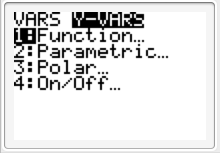 VARS Y-VARS
1:Function…
2:Parametric…
3:Polar…
4:On/Off…